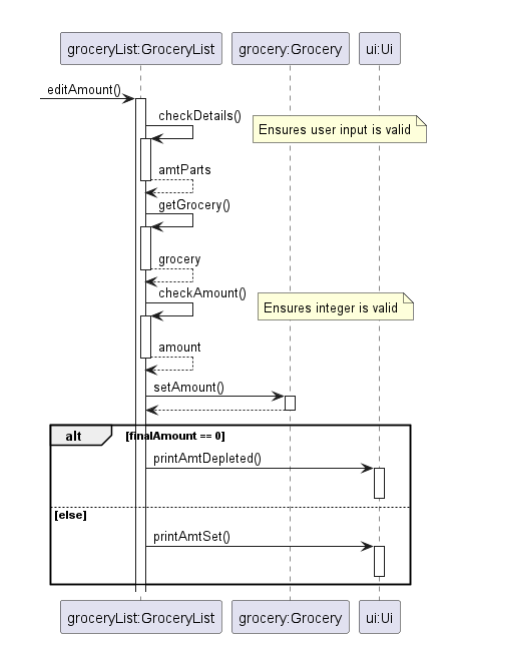 groceryList:GroceryList grocery:Grocery ui:Ui
editAmount()
checkDetails()
Ensures user input is valid
amtParts
getGrocery()
grocery
checkAmount()
Ensures integer is valid
amount
setAmount()
alt [finalAmount == 0]
printAmtDepleted()
[else]
printAmtSet()
groceryList:GroceryList grocery:Grocery ui:Ui